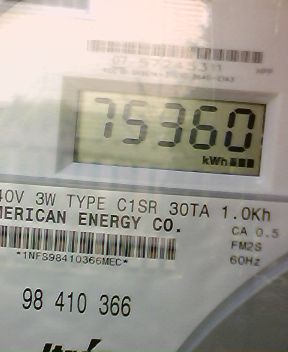 75360
kWh
40V 3W TYPE C1SR 30TA 1.0Kh
MERICAN ENERGY CO.
CA 0.5
FM2S
*1NFS98410366MEC*
60Hz
98 410 366